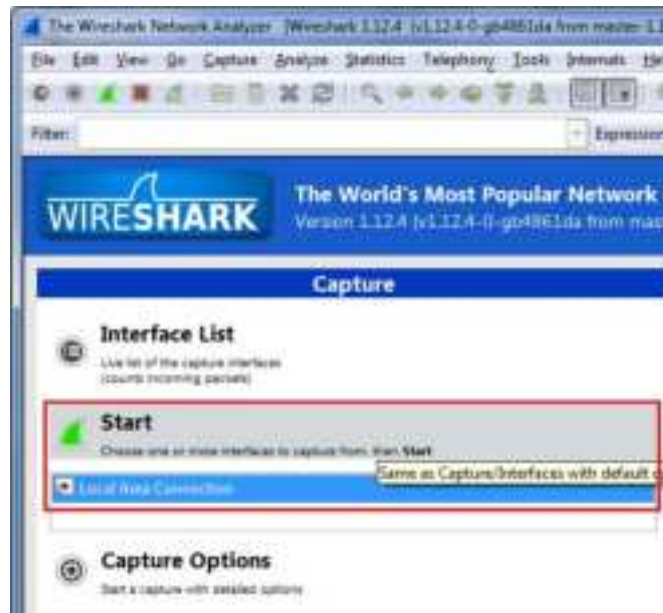 The Wireshark Network Analyzer [Wireshark 1.12.4 (v1.12.4-0-gb4861da from master-1.
File Edit View Go Capture Analyze Statistics Telephony Tools Internals
Filter:
Expression
WIRESHARK
The World's Most Popular Network
Version 1.12.4 (v1.12.4-0-gb4861da from mas
Capture
Interface List
Live list of the capture interfaces
(counts incoming packets)
Start
Choose one or more interfaces to capture from, then Start
Same as Capture/Interfaces with default o
Local Area Connection
Capture Options
Start a capture with detailed options